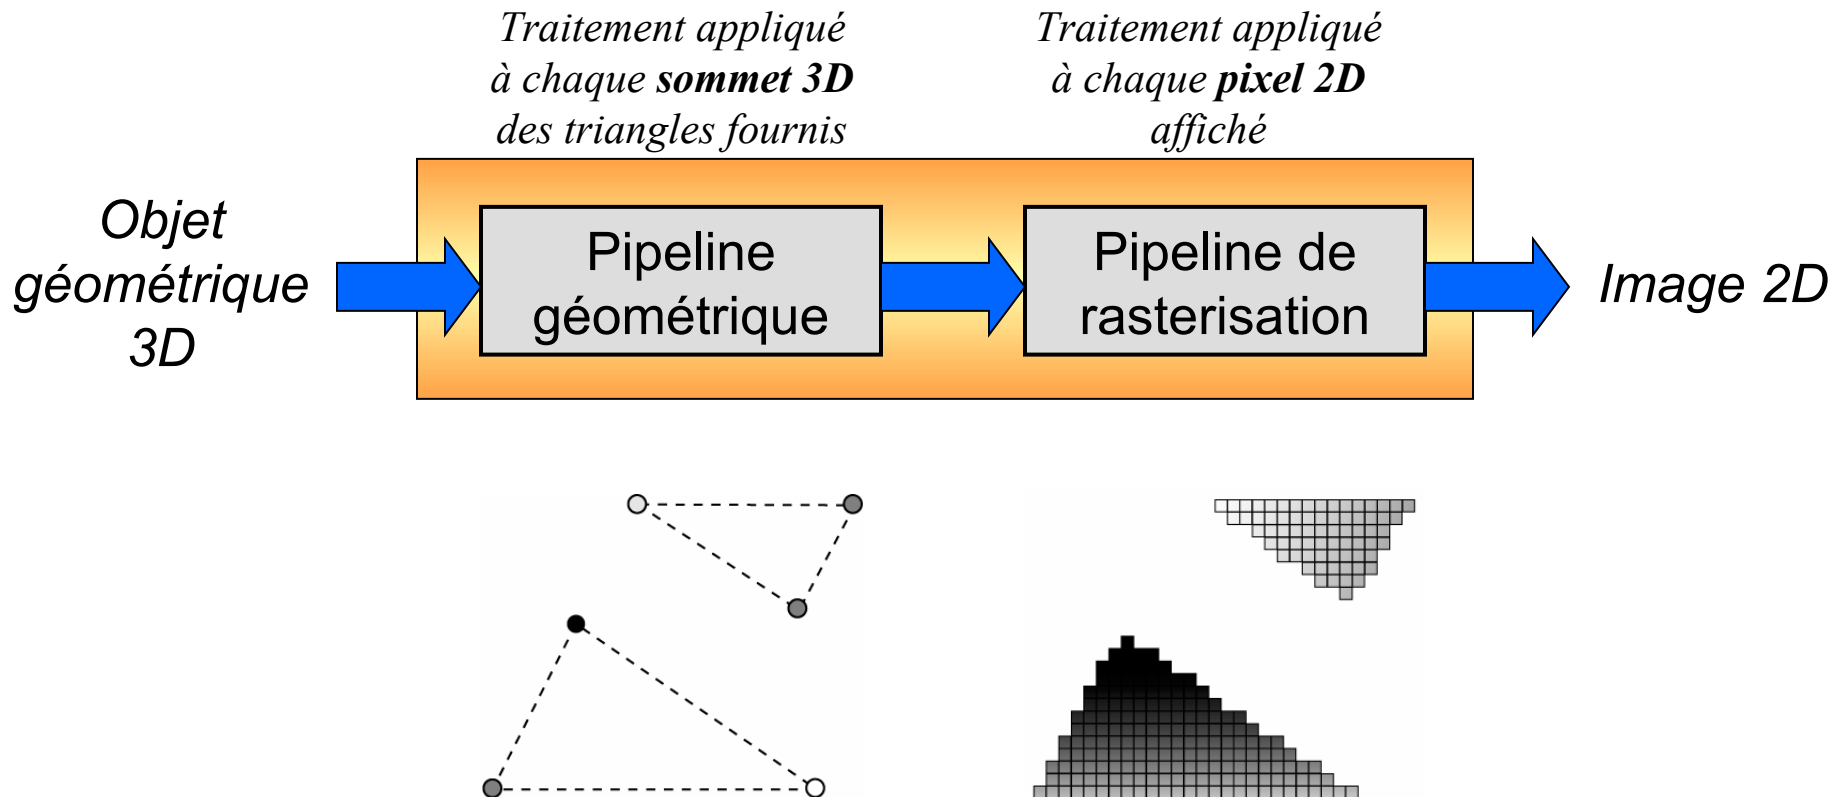 Traitement appliqué
à chaque sommet 3D
des triangles fournis
Traitement appliqué
à chaque pixel 2D
affiché
Objet
géométrique
3D
Pipeline
géométrique
Pipeline de
rasterisation
Image 2D